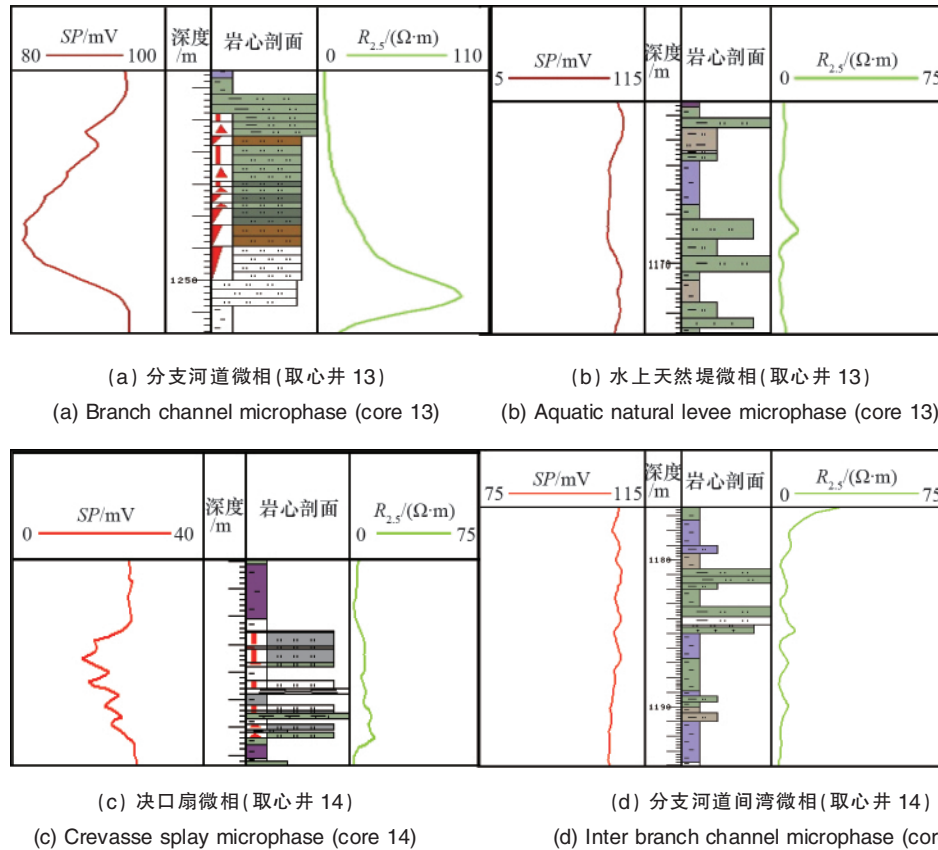 SP/mV
80 100
深度
/m
岩心剖面
R2.5/(Ω·m)
0 110
1250
SP/mV
5 115
深度
/m
岩心剖面
R2.5/(Ω·m)
0 75
1170
(a) 分支河道微相(取心井 13)
(a) Branch channel microphase (core 13)
(b) 水上天然堤微相(取心井 13)
(b) Aquatic natural levee microphase (core 13)
SP/mV
0 40
深度
/m
岩心剖面
R2.5/(Ω·m)
0 75
SP/mV
75 115
深度
/m
岩心剖面
R2.5/(Ω·m)
0 75
1180
1190
(c) 决口扇微相(取心井 14)
(c) Crevasse splay microphase (core 14)
(d) 分支河道间湾微相(取心井 14)
(d) Inter branch channel microphase (cor